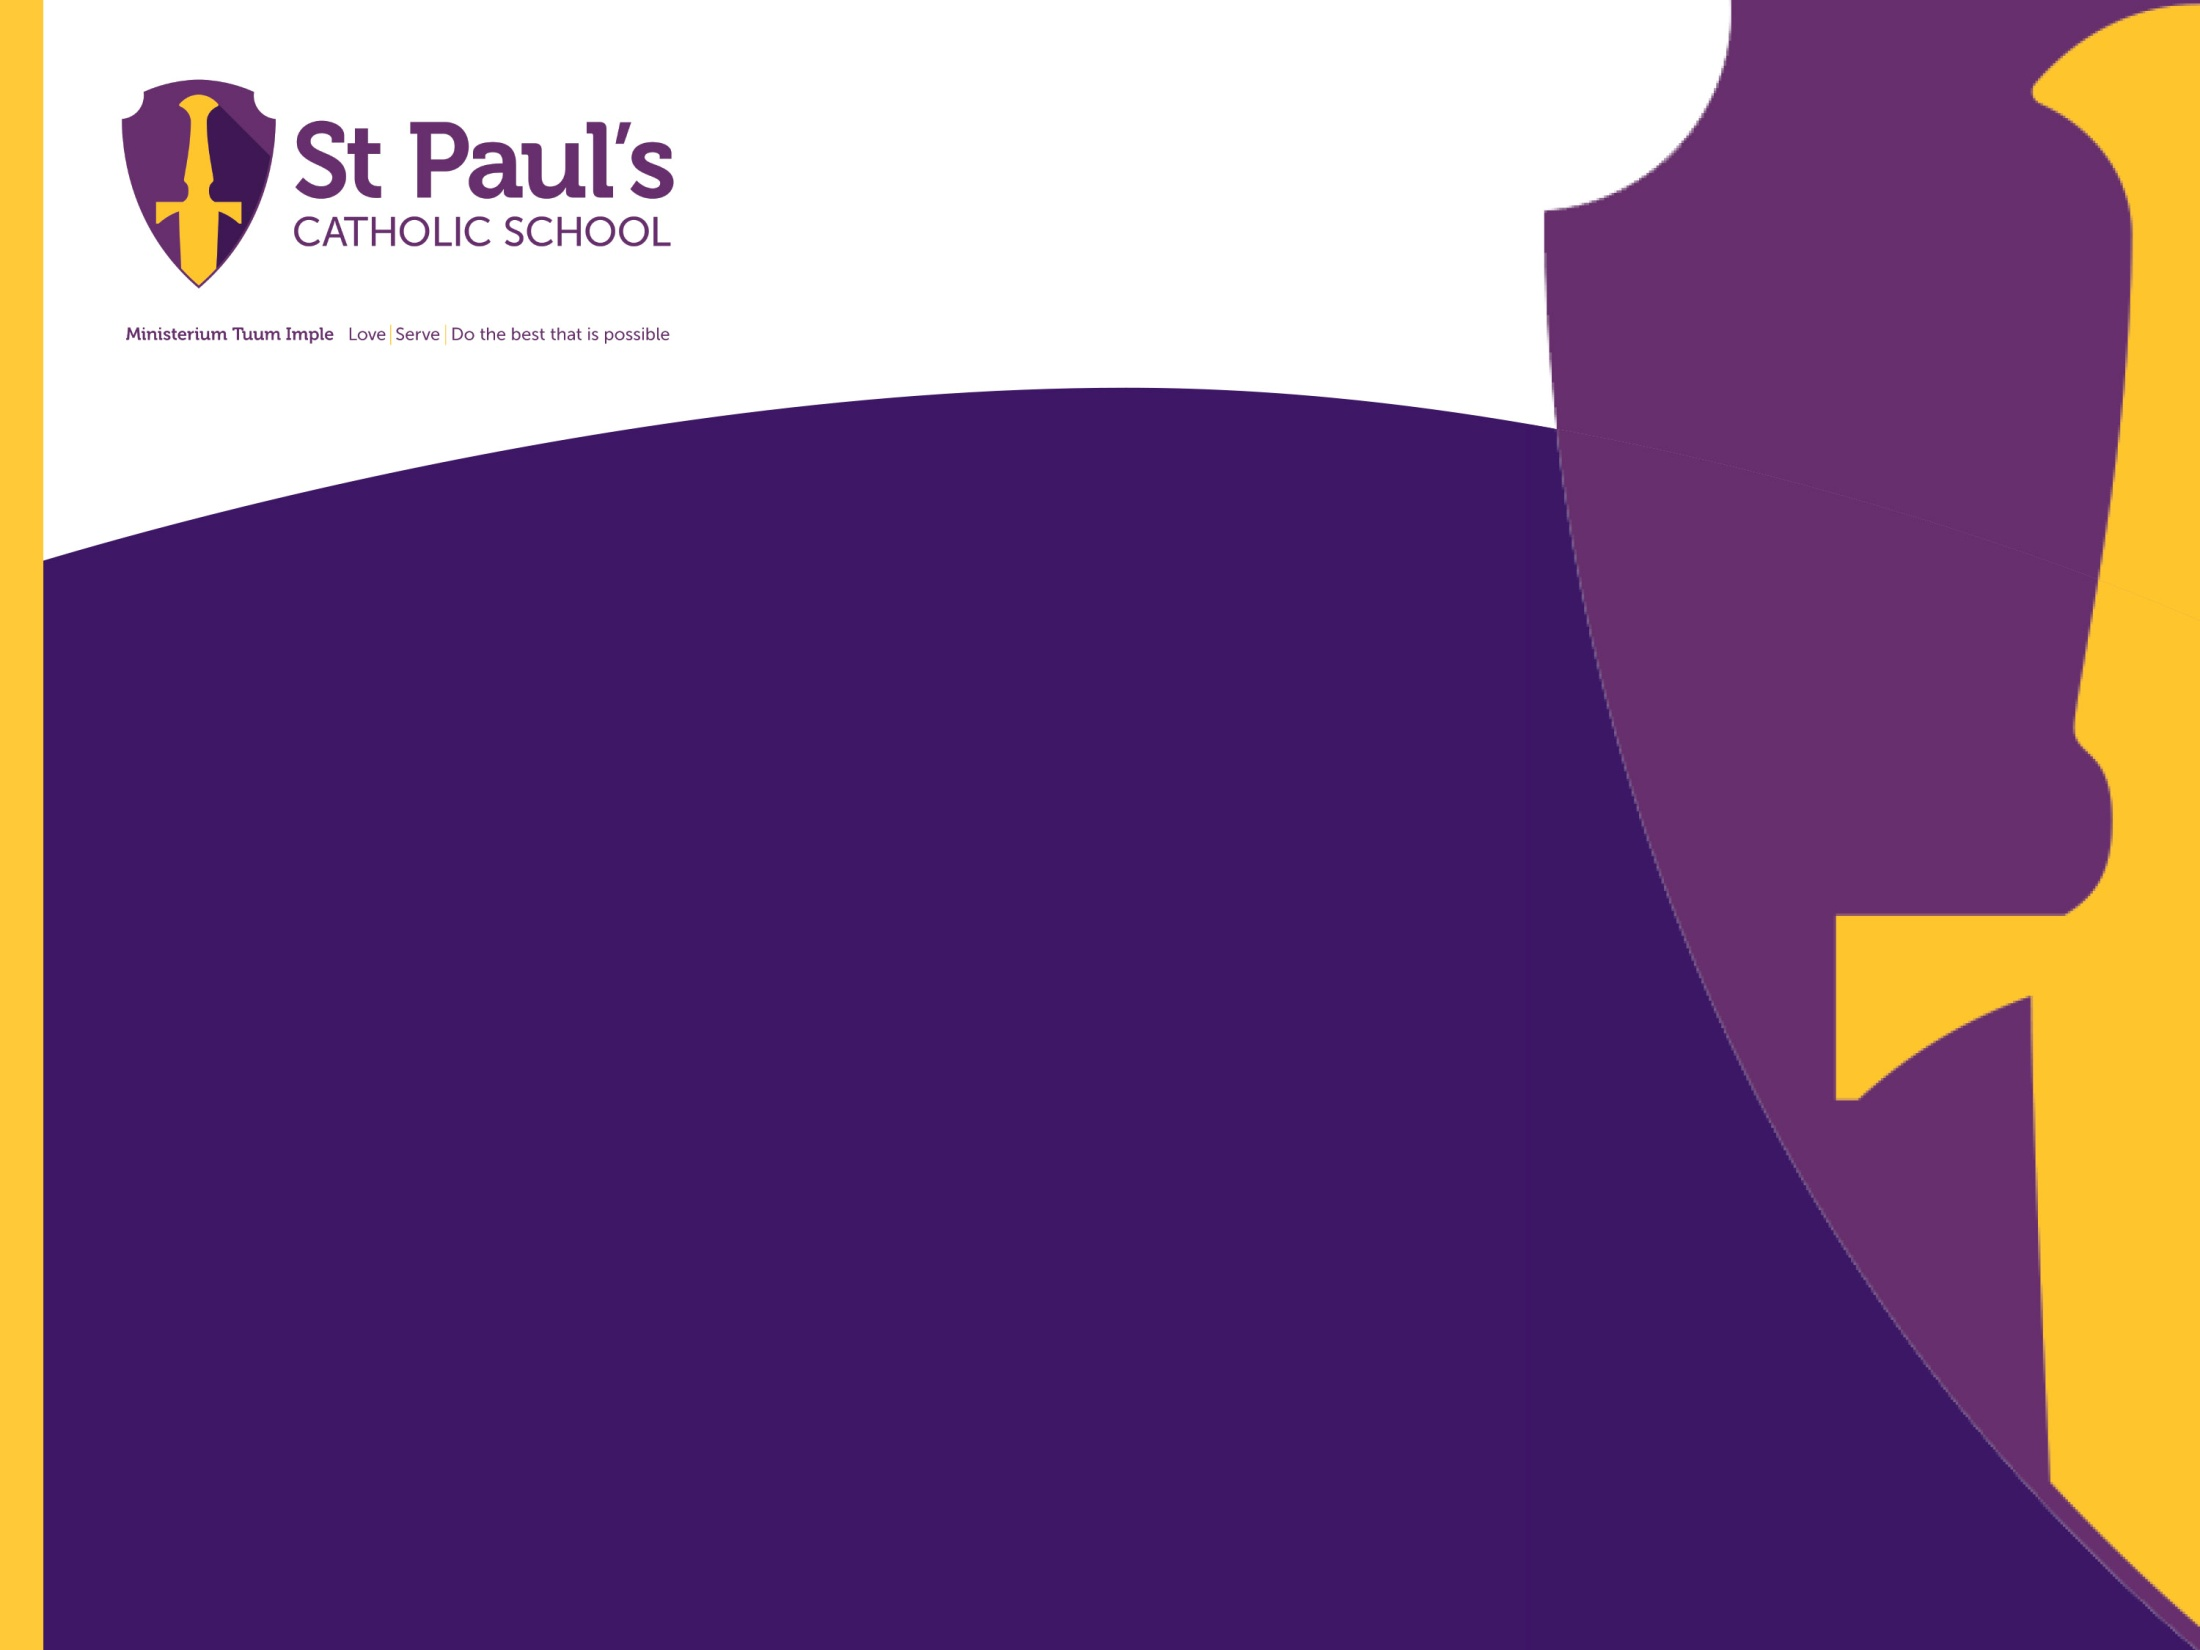 St Paul's
CATHOLIC SCHOOL
Ministerium Tuum Imple Love | Serve | Do the best that is possible